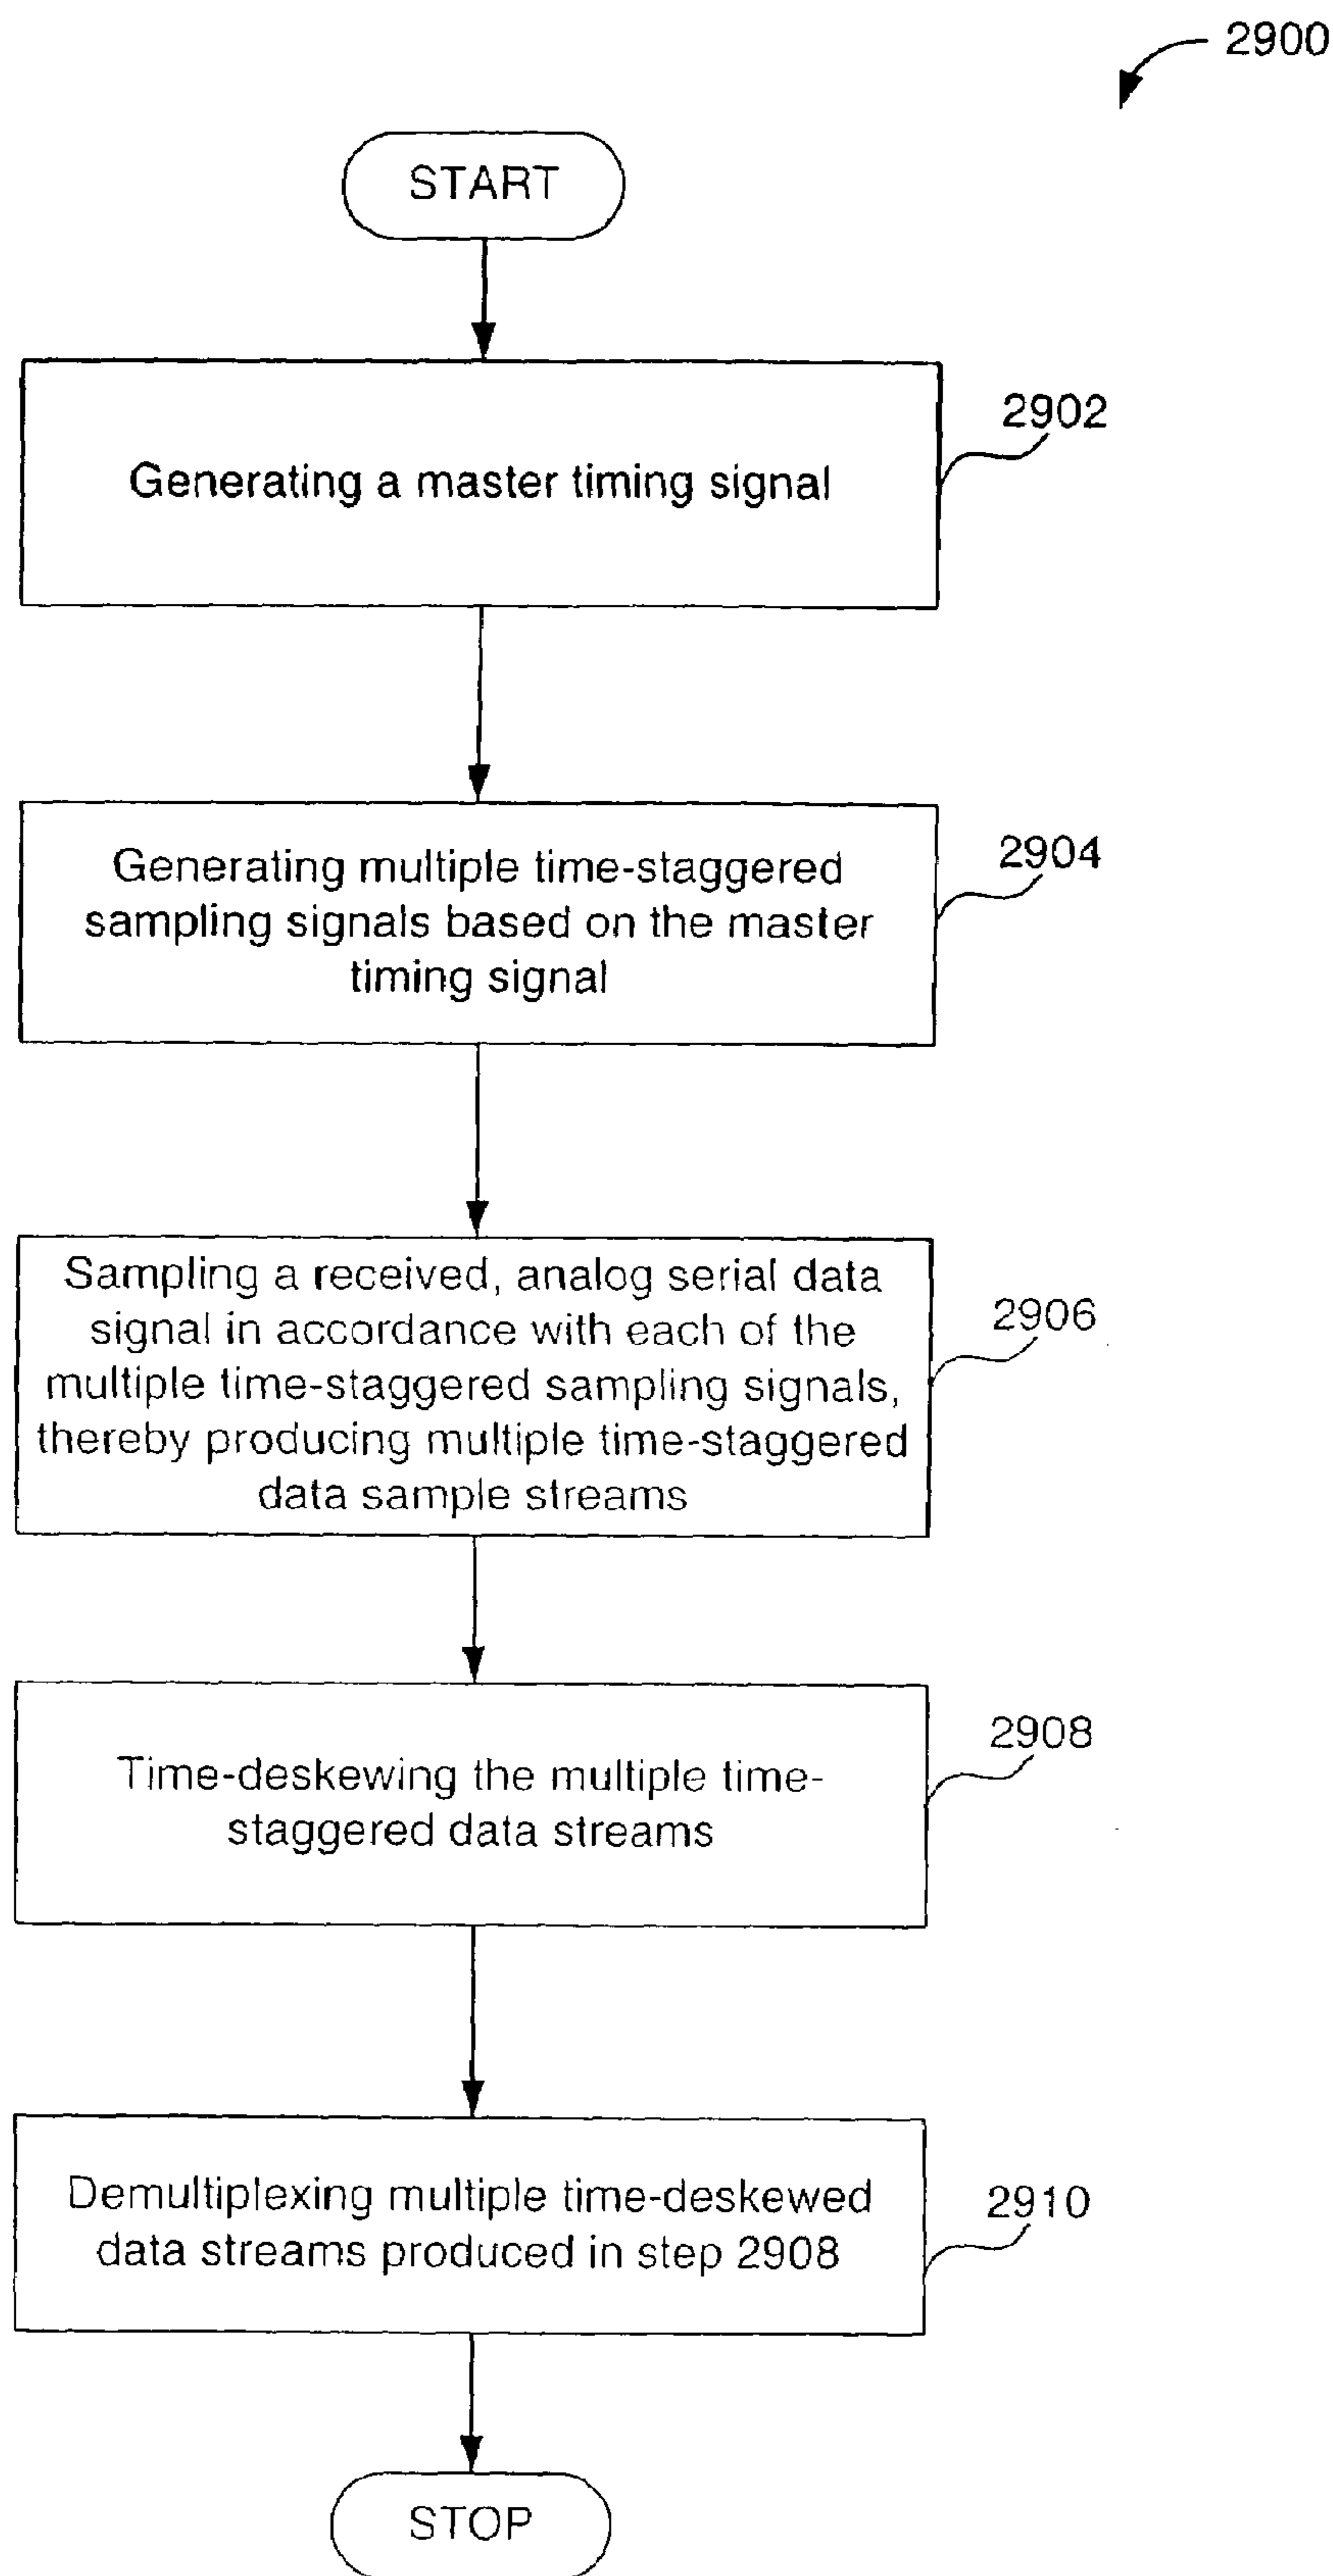 2900
START
Generating a master timing signal
2902
Generating multiple time-staggered
sampling signals based on the master
timing signal
2904
Sampling a received, analog serial data
signal in accordance with each of the
multiple time-staggered sampling signals,
thereby producing multiple time-staggered
data sample streams
2906
Time-deskewing the multiple time-
staggered data streams
2908
Demultiplexing multiple time-deskewed
data streams produced in step 2908
2910
STOP